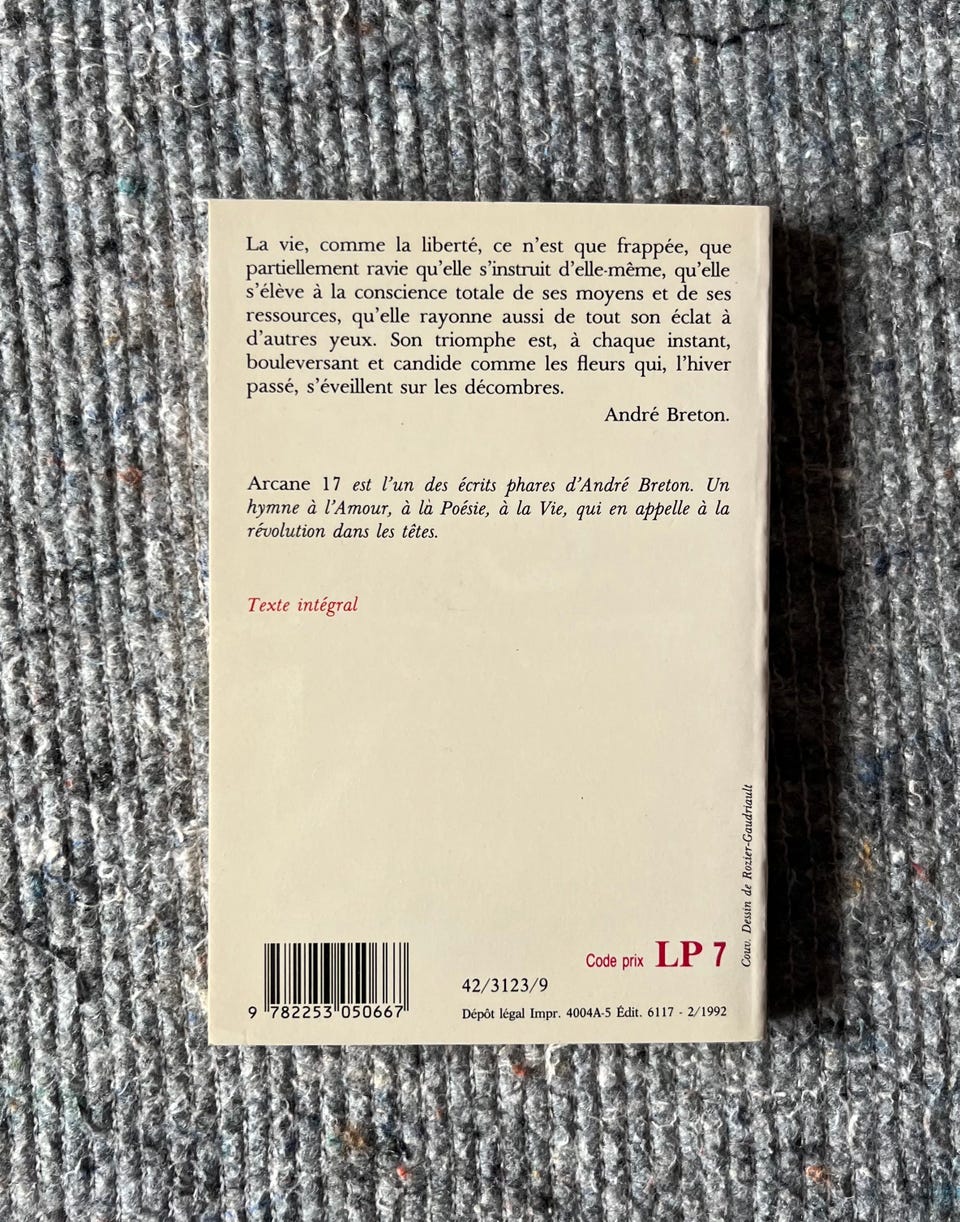 La vie, comme la liberté, ce n'est que frappée, que
partiellement ravie qu'elle s'instruit d'elle-même, qu'elle
s'élève à la conscience totale de ses moyens et de ses
ressources, qu'elle rayonne aussi de tout son éclat à
d'autres yeux. Son triomphe est, à chaque instant,
bouleversant et candide comme les fleurs qui, l'hiver
passé, s'éveillent sur les décombres.
André Breton.
Arcane 17 est l'un des écrits phares d'André Breton. Un
hymne à l'Amour, à la Poésie, à la Vie, qui en appelle à la
révolution dans les têtes.
Texte intégral
Couv. Dessin de Rozier-Gaudriault
Code prix LP 7
42/3123/9
9 782253 050667
Dépôt légal Impr. 4004A-5 Édit. 6117 - 2/1992